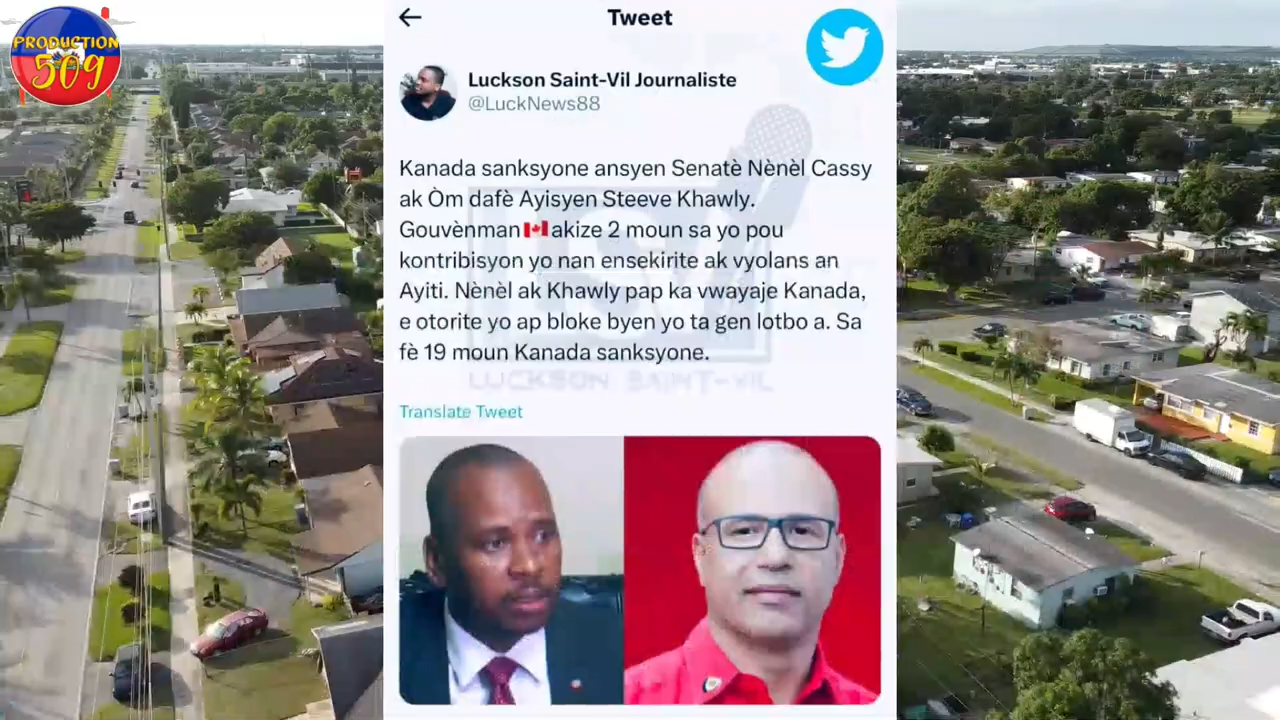 PRODUCTION
509
Tweet
Luckson Saint-Vil Journaliste
@LuckNews88
Kanada sanksyone ansyen Senatè Nènèl Cassy
ak Òm dafè Ayisyen Steeve Khawly.
Gouvènman🇨🇦akize 2 moun sa yo pou
kontribisyon yo nan ensekirite ak vyolans an
Ayiti. Nènèl ak Khawly pap ka vwayaje Kanada,
e otorite yo ap bloke byen yo ta gen lotbo a. Sa
fè 19 moun Kanada sanksyone.
LUCKSON SAINT-VIL
Translate Tweet